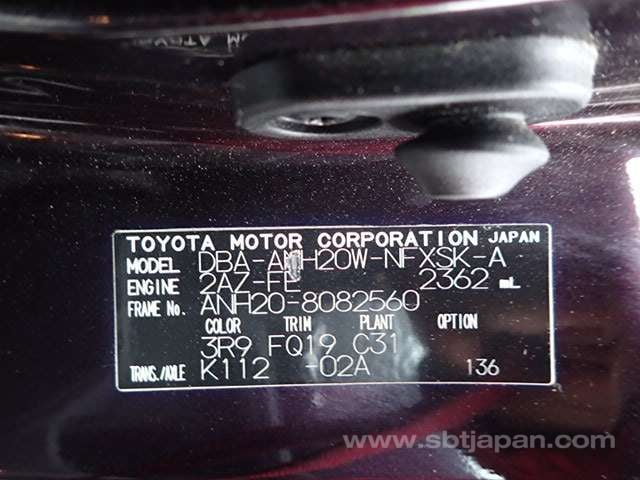 TOYOTA MOTOR CORPORATION JAPAN
MODEL DBA-ANH20W-NFXSK-A
ENGINE 2AZ-FE 2362 mL
FRAME NO. ANH20-8082560
COLOR TRIM PLANT OPTION
3R9 FQ19 C31
TRANS./AXLE K112 -02A 136
www.sbtjapan.com